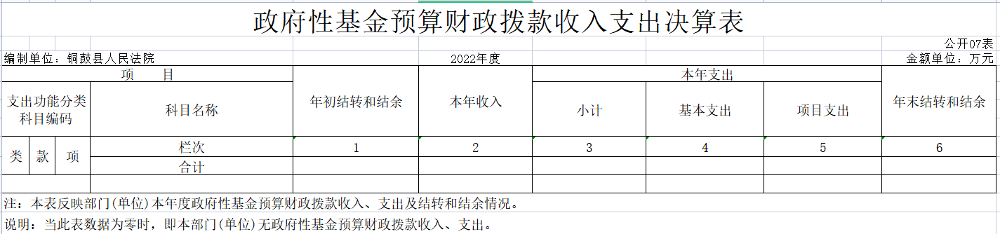 政府性基金预算财政拨款收入支出决算表
公开07表
编制单位：铜鼓县人民法院 2022年度 金额单位：万元
项 目 年初结转和结余 本年收入 本年支出 年末结转和结余
支出功能分类科目编码 科目名称 小计 基本支出 项目支出
类 款 项 栏次 1 2 3 4 5 6
合计
注：本表反映部门(单位)本年度政府性基金预算财政拨款收入、支出及结转和结余情况。
说明：当此表数据为零时，即本部门(单位)无政府性基金预算财政拨款收入、支出。